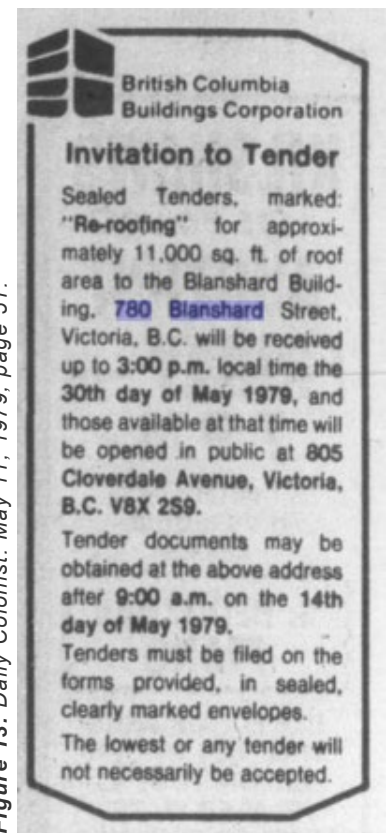 British Columbia
Buildings Corporation
Invitation to Tender
Sealed Tenders, marked:
"Re-roofing" for approxi-
mately 11,000 sq. ft. of roof
area to the Blanshard Build-
ing, 780 Blanshard Street,
Victoria, B.C. will be received
up to 3:00 p.m. local time the
30th day of May 1979, and
those available at that time will
be opened in public at 805
Cloverdale Avenue, Victoria,
B.C. V8X 2S9.
Tender documents may be
obtained at the above address
after 9:00 a.m. on the 14th
day of May 1979.
Tenders must be filed on the
forms provided, in sealed,
clearly marked envelopes.
The lowest or any tender will
not necessarily be accepted.
Daily Colonist. May 11, 1979, page